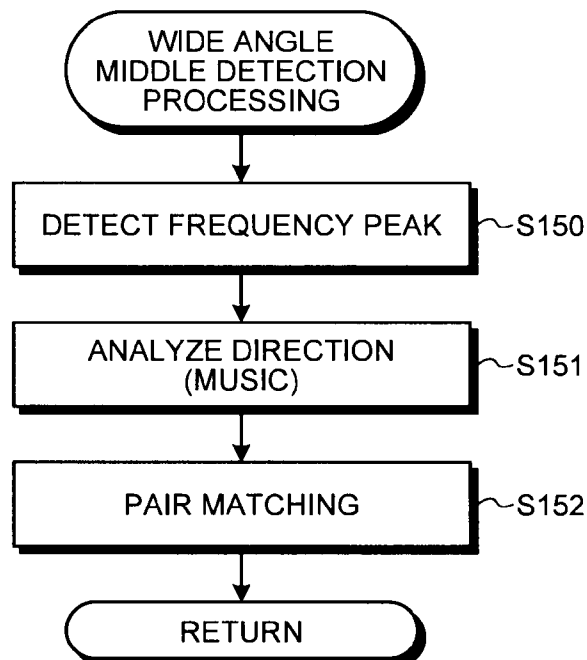 WIDE ANGLE
MIDDLE DETECTION
PROCESSING
DETECT FREQUENCY PEAK
S150
ANALYZE DIRECTION
(MUSIC)
S151
PAIR MATCHING
S152
RETURN